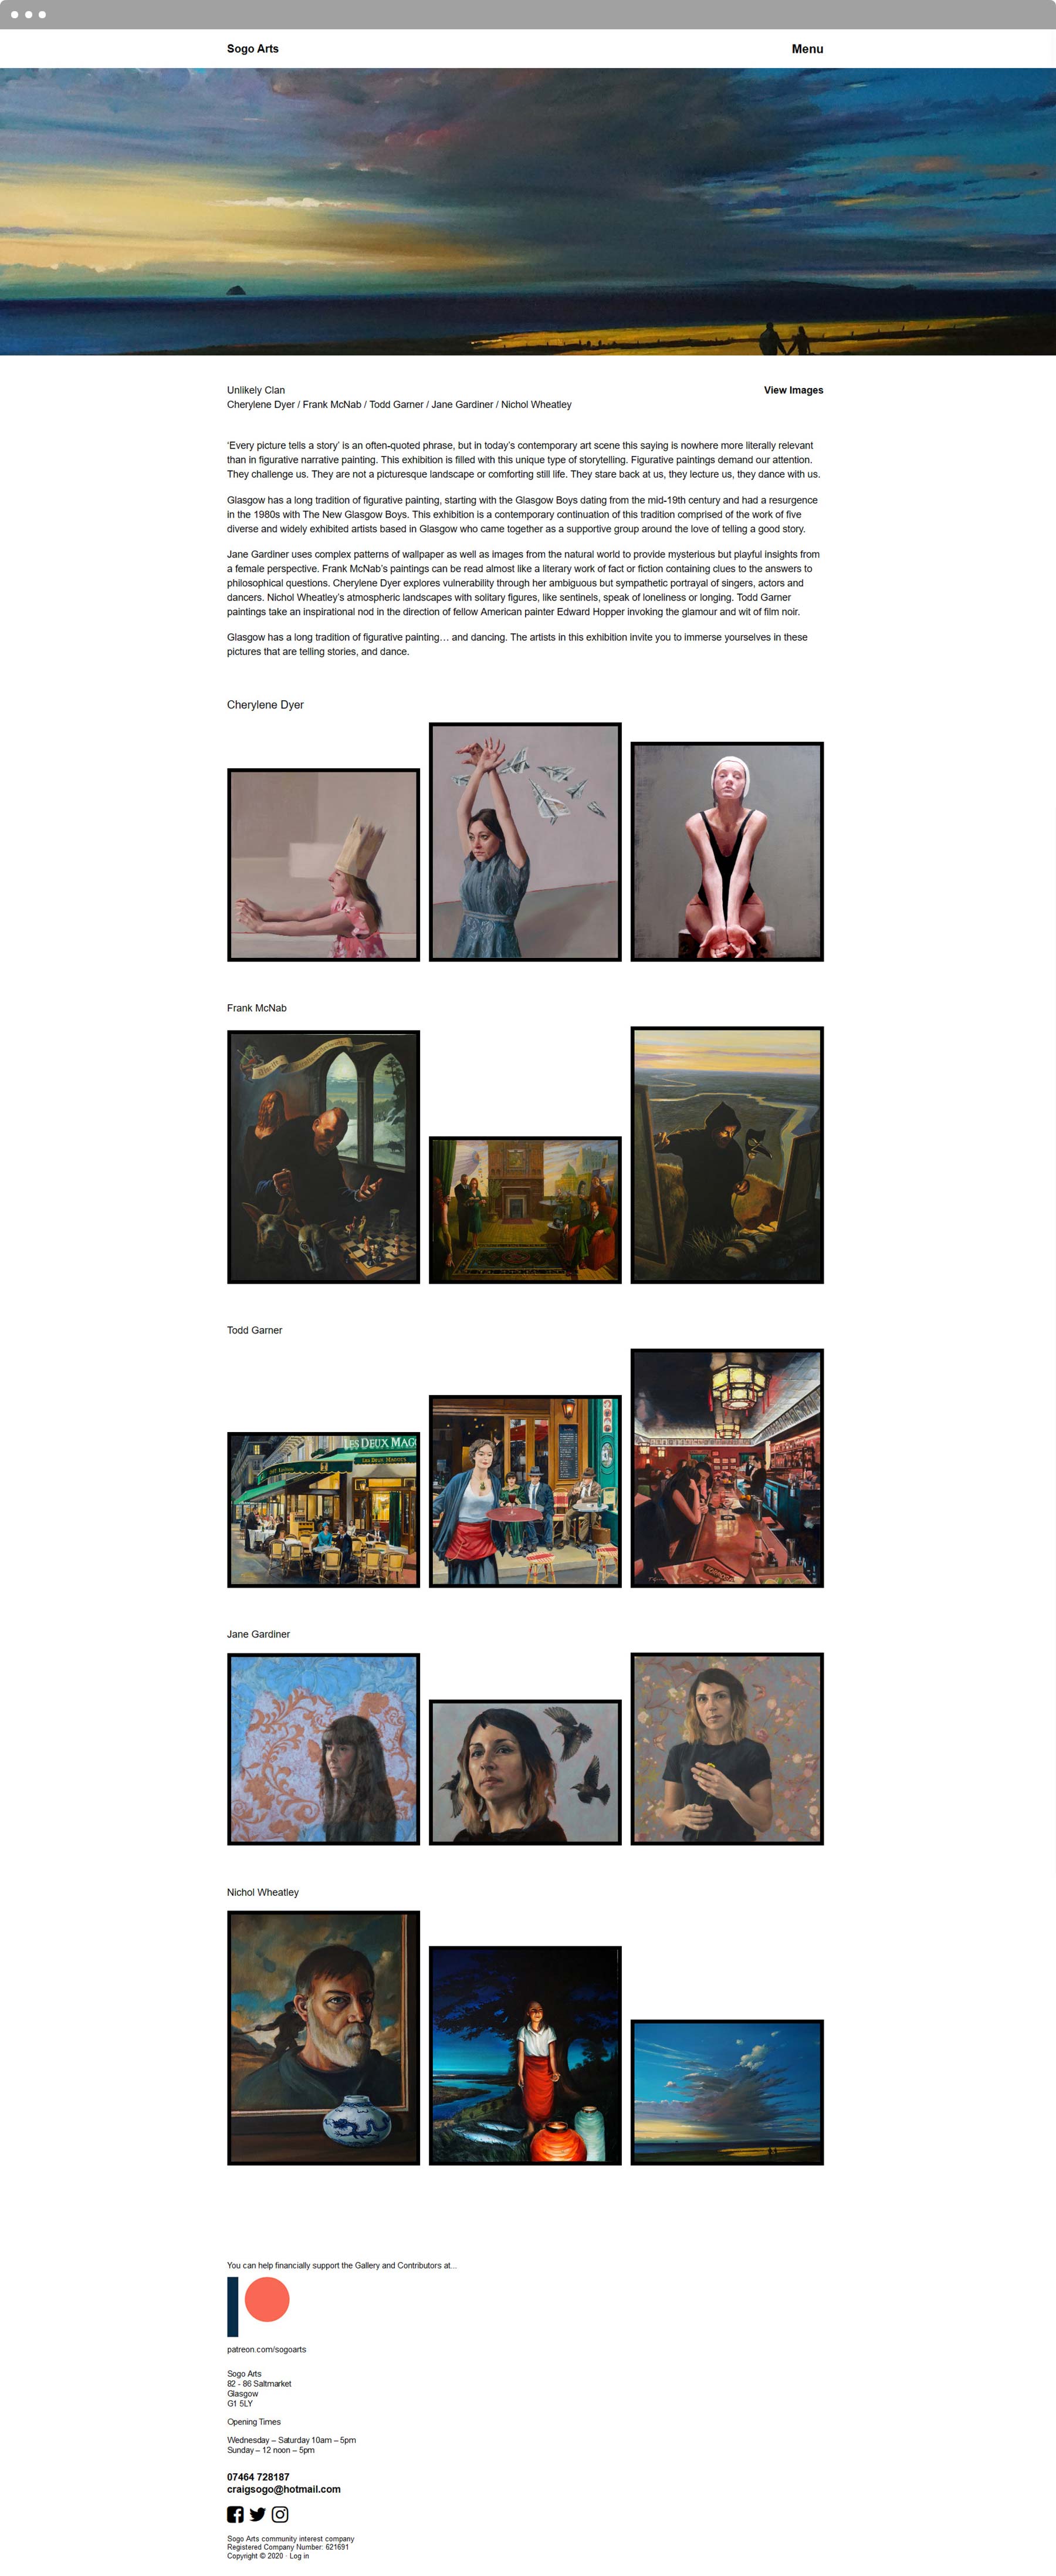 Sogo Arts
Menu
Unlikely Clan
View Images
Cherylene Dyer / Frank McNab / Todd Garner / Jane Gardiner / Nichol Wheatley
‘Every picture tells a story’ is an often-quoted phrase, but in today’s contemporary art scene this saying is nowhere more literally relevant
than in figurative narrative painting. This exhibition is filled with this unique type of storytelling. Figurative paintings demand our attention.
They challenge us. They are not a picturesque landscape or comforting still life. They stare back at us, they lecture us, they dance with us.
Glasgow has a long tradition of figurative painting, starting with the Glasgow Boys dating from the mid-19th century and had a resurgence
in the 1980s with The New Glasgow Boys. This exhibition is a contemporary continuation of this tradition comprised of the work of five
diverse and widely exhibited artists based in Glasgow who came together as a supportive group around the love of telling a good story.
Jane Gardiner uses complex patterns of wallpaper as well as images from the natural world to provide mysterious but playful insights from
a female perspective. Frank McNab’s paintings can be read almost like a literary work of fact or fiction containing clues to the answers to
philosophical questions. Cherylene Dyer explores vulnerability through her ambiguous but sympathetic portrayal of singers, actors and
dancers. Nichol Wheatley’s atmospheric landscapes with solitary figures, like sentinels, speak of loneliness or longing. Todd Garner
paintings take an inspirational nod in the direction of fellow American painter Edward Hopper invoking the glamour and wit of film noir.
Glasgow has a long tradition of figurative painting… and dancing. The artists in this exhibition invite you to immerse yourselves in these
pictures that are telling stories, and dance.
Cherylene Dyer
Frank McNab
Todd Garner
LES DEUX MAG
LES DEUX MAGOTS
Jane Gardiner
Nichol Wheatley
You can help financially support the Gallery and Contributors at...
patreon.com/sogoarts
Sogo Arts
82 - 86 Saltmarket
Glasgow
G1 5LY
Opening Times
Wednesday – Saturday 10am – 5pm
Sunday – 12 noon – 5pm
07464 728187
craigsogo@hotmail.com
Sogo Arts community interest company
Registered Company Number: 621691
Copyright © 2020 · Log in